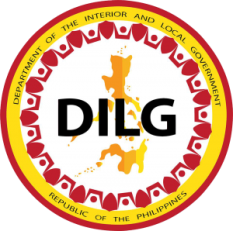 DEPARTMENT OF THE INTERIOR AND LOCAL GOVERNMENT
DILG
REPUBLIC OF THE PHILIPPINES